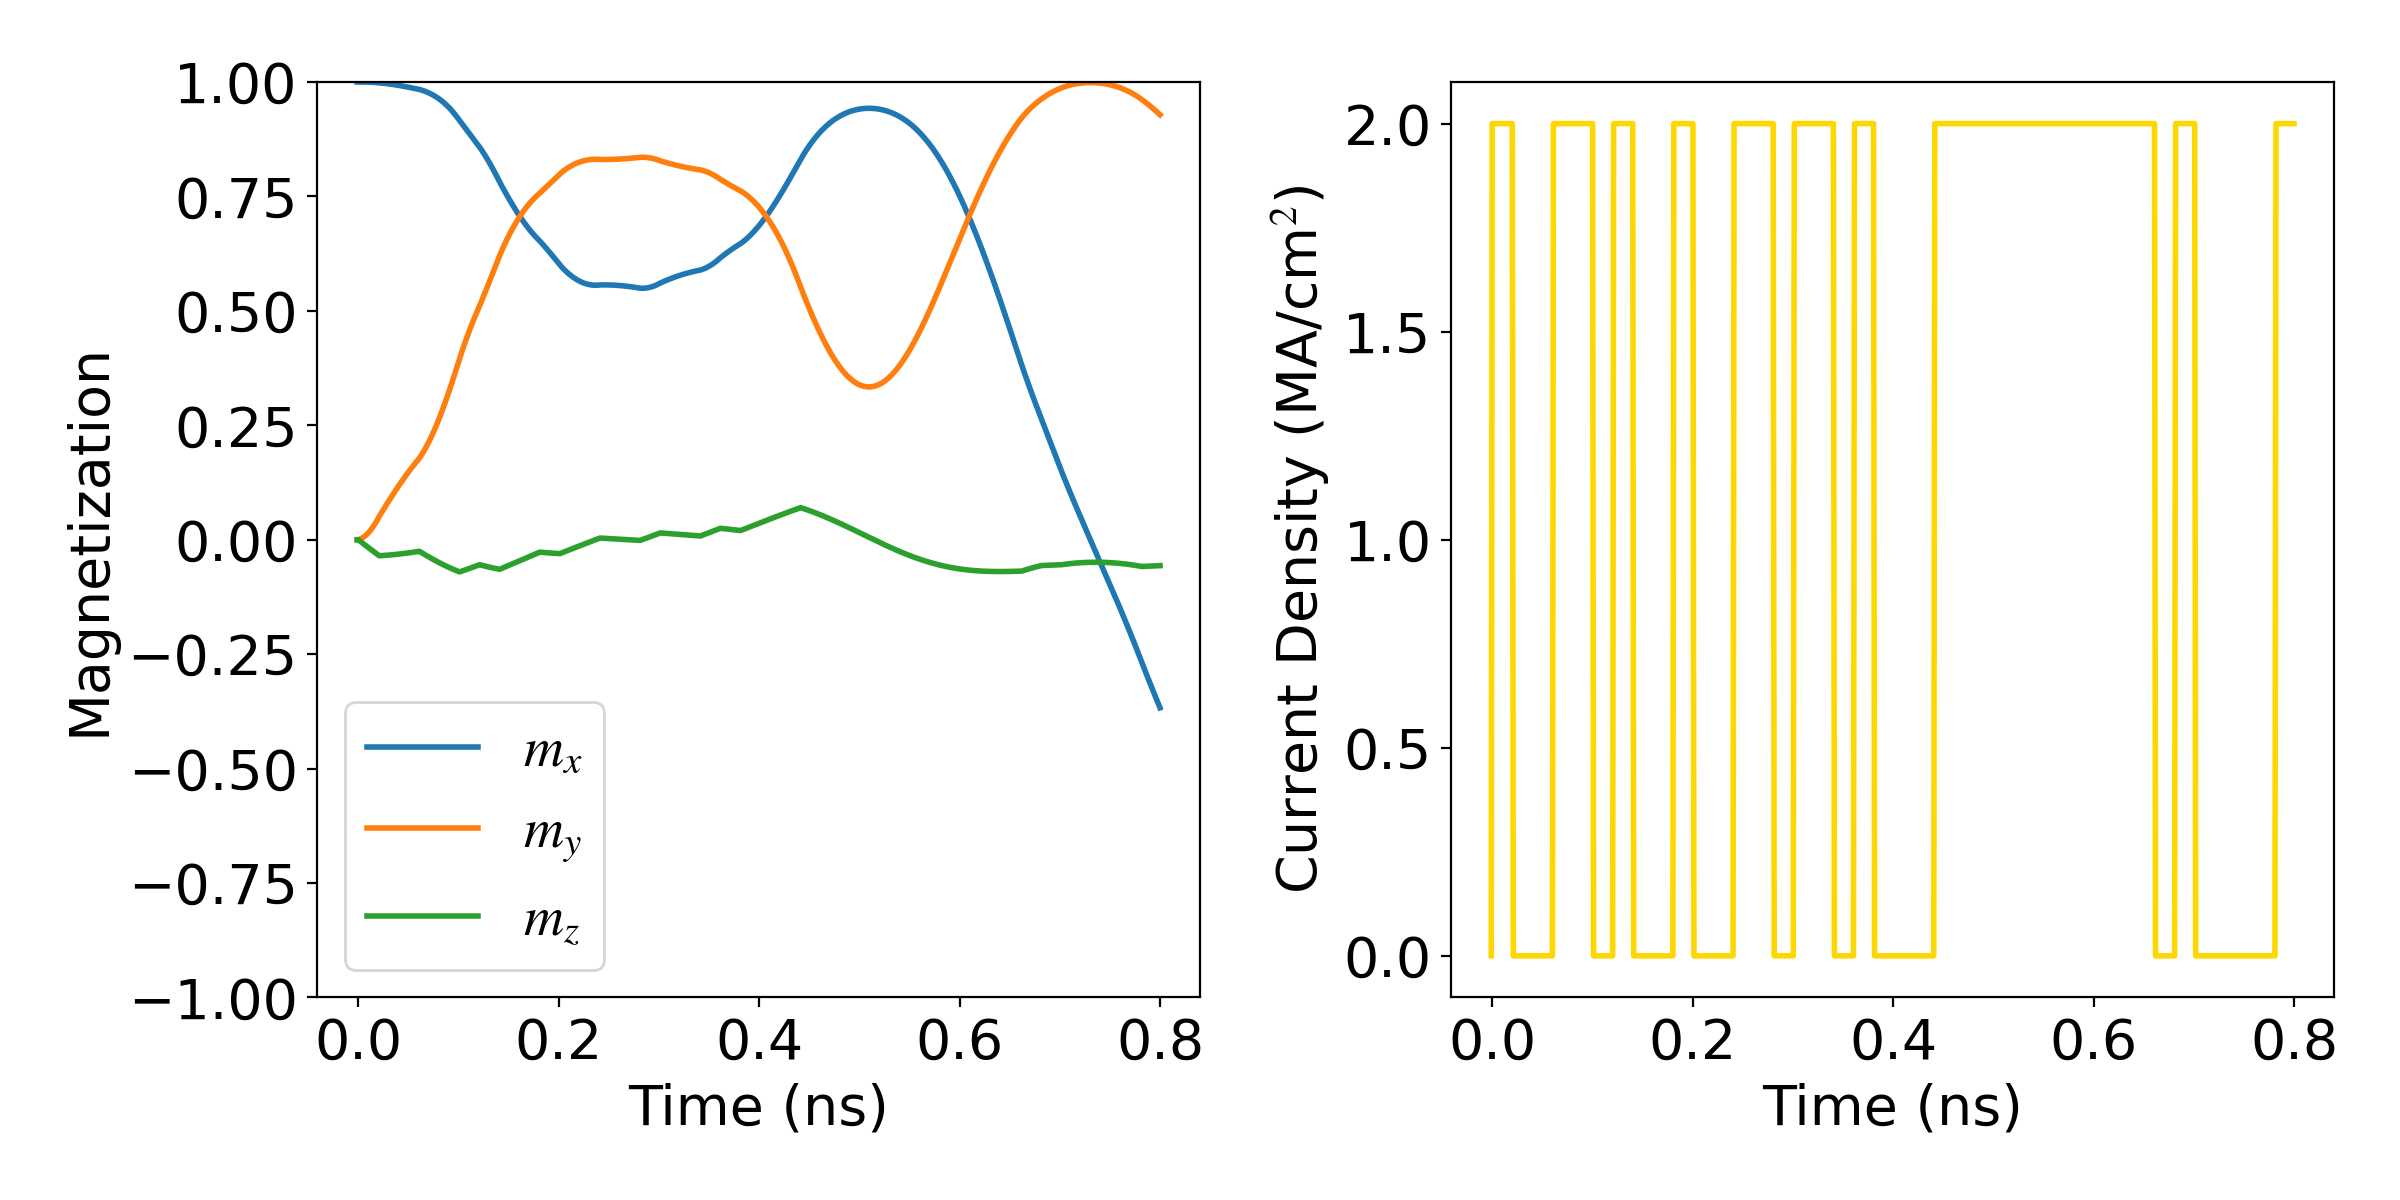 Magnetization
1.00
0.75
0.50
0.25
0.00
−0.25
−0.50
−0.75
−1.00
m_x
m_y
m_z
0.0 0.2 0.4 0.6 0.8
Time (ns)
Current Density (MA/cm²)
2.0
1.5
1.0
0.5
0.0
0.0 0.2 0.4 0.6 0.8
Time (ns)